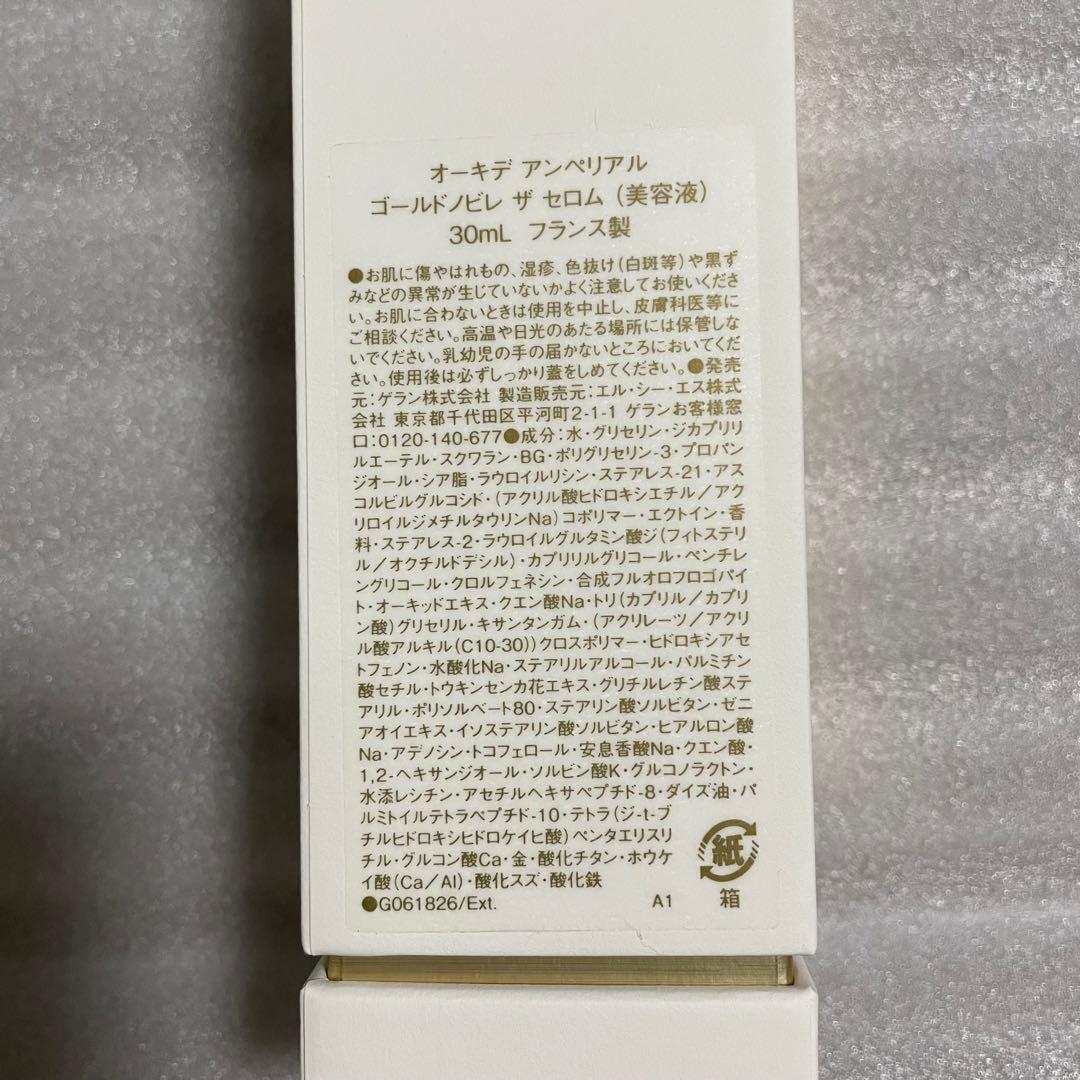 オーキデ アンペリアル
ゴールドノビレ ザ セロム（美容液）
30mL フランス製
●お肌に傷やはれもの、湿疹、色抜け（白斑等）や黒ず
みなどの異常が生じていないかよく注意してお使いくださ
い。お肌に合わないときは使用を中止し、皮膚科医等に
ご相談ください。高温や日光のあたる場所には保管しな
いでください。乳幼児の手の届かないところにおいてくだ
さい。使用後は必ずしっかり蓋をしめてください。●発売
元：ゲラン株式会社 製造販売元：エル・シー・エス株式
会社 東京都千代田区平河町2-1-1 ゲランお客様窓
口：0120-140-677●成分：水・グリセリン・ジカプリリ
ルエーテル・スクワラン・BG・ポリグリセリン-3・プロパン
ジオール・シア脂・ラウロイルリシン・ステアレス-21・アス
コルビルグルコシド・（アクリル酸ヒドロキシエチル／アク
リロイルジメチルタウリンNa）コポリマー・エクトイン・香
料・ステアレス-2・ラウロイルグルタミン酸ジ（フィトステリ
ル／オクチルドデシル）・カプリリルグリコール・ペンチレ
ングリコール・クロルフェネシン・合成フルオロフロゴパイ
ト・オーキッドエキス・クエン酸Na・トリ（カプリル／カプリ
ン酸）グリセリル・キサンタンガム・（アクリレーツ／アクリ
ル酸アルキル（C10-30））クロスポリマー・ヒドロキシアセ
トフェノン・水酸化Na・ステアリルアルコール・パルミチン
酸セチル・トウキンセンカ花エキス・グリチルレチン酸ステ
アリル・ポリソルベート80・ステアリン酸ソルビタン・ゼニ
アオイエキス・イソステアリン酸ソルビタン・ヒアルロン酸
Na・アデノシン・トコフェロール・安息香酸Na・クエン酸・
1,2-ヘキサンジオール・ソルビン酸K・グルコノラクトン・
水添レシチン・アセチルヘキサペプチド-8・ダイズ油・パ
ルミトイルテトラペプチド-10・テトラ（ジ-t-ブ
チルヒドロキシヒドロケイヒ酸）ペンタエリスリ
チル・グルコン酸Ca・金・酸化チタン・ホウケ
イ酸（Ca／Al）・酸化スズ・酸化鉄
●G061826/Ext. A1
紙
箱